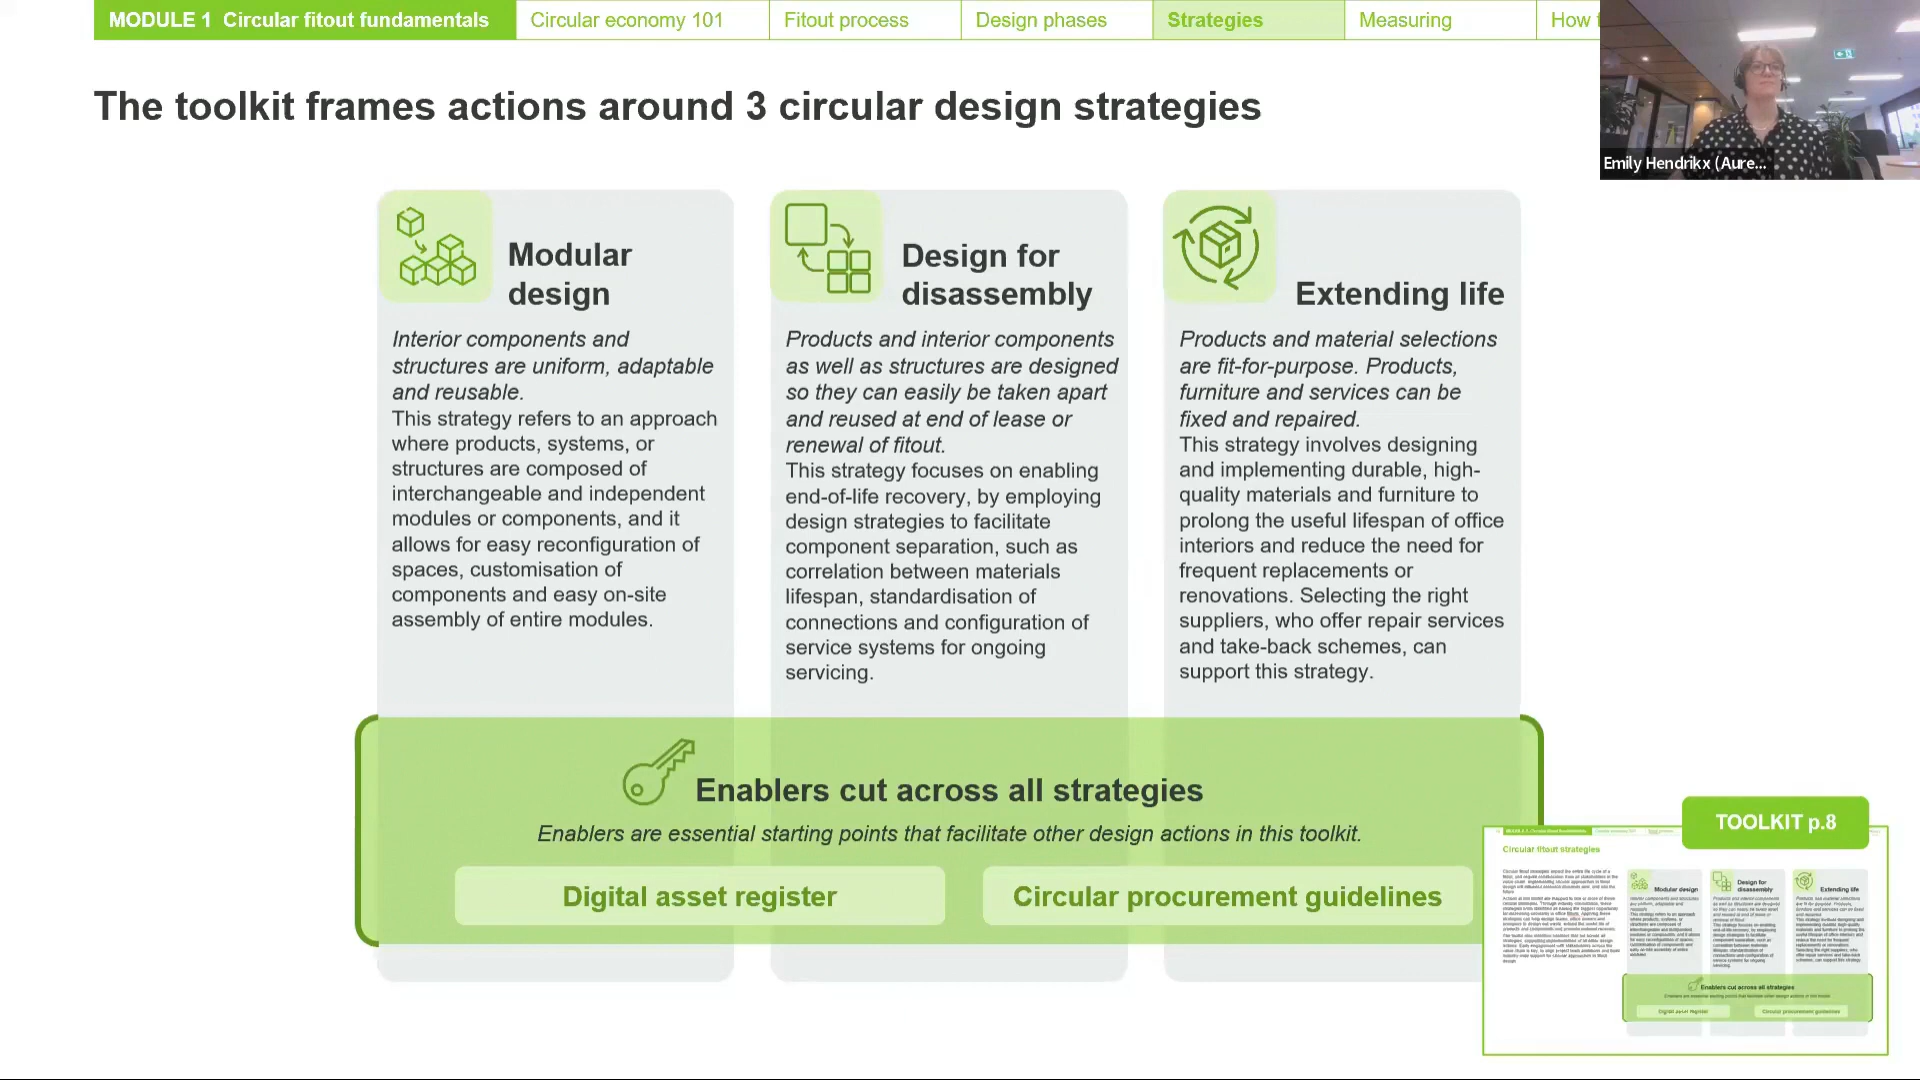 MODULE 1 Circular fitout fundamentals
Circular economy 101
Fitout process
Design phases
Strategies
Measuring
How
Emily Hendrikx (Aure...
The toolkit frames actions around 3 circular design strategies
Modular
design
Interior components and
structures are uniform, adaptable
and reusable.
This strategy refers to an approach
where products, systems, or
structures are composed of
interchangeable and independent
modules or components, and it
allows for easy reconfiguration of
spaces, customisation of
components and easy on-site
assembly of entire modules.
Design for
disassembly
Products and interior components
as well as structures are designed
so they can easily be taken apart
and reused at end of lease or
renewal of fitout.
This strategy focuses on enabling
end-of-life recovery, by employing
design strategies to facilitate
component separation, such as
correlation between materials
lifespan, standardisation of
connections and configuration of
service systems for ongoing
servicing.
Extending life
Products and material selections
are fit-for-purpose. Products,
furniture and services can be
fixed and repaired.
This strategy involves designing
and implementing durable, high-
quality materials and furniture to
prolong the useful lifespan of office
interiors and reduce the need for
frequent replacements or
renovations. Selecting the right
suppliers, who offer repair services
and take-back schemes, can
support this strategy.
Enablers cut across all strategies
Enablers are essential starting points that facilitate other design actions in this toolkit.
Digital asset register
Circular procurement guidelines
TOOLKIT p.8
Circular fitout strategies
Modular design
Design for
disassembly
Extending life
Enablers cut across all strategies
Digital asset register
Circular procurement guidelines